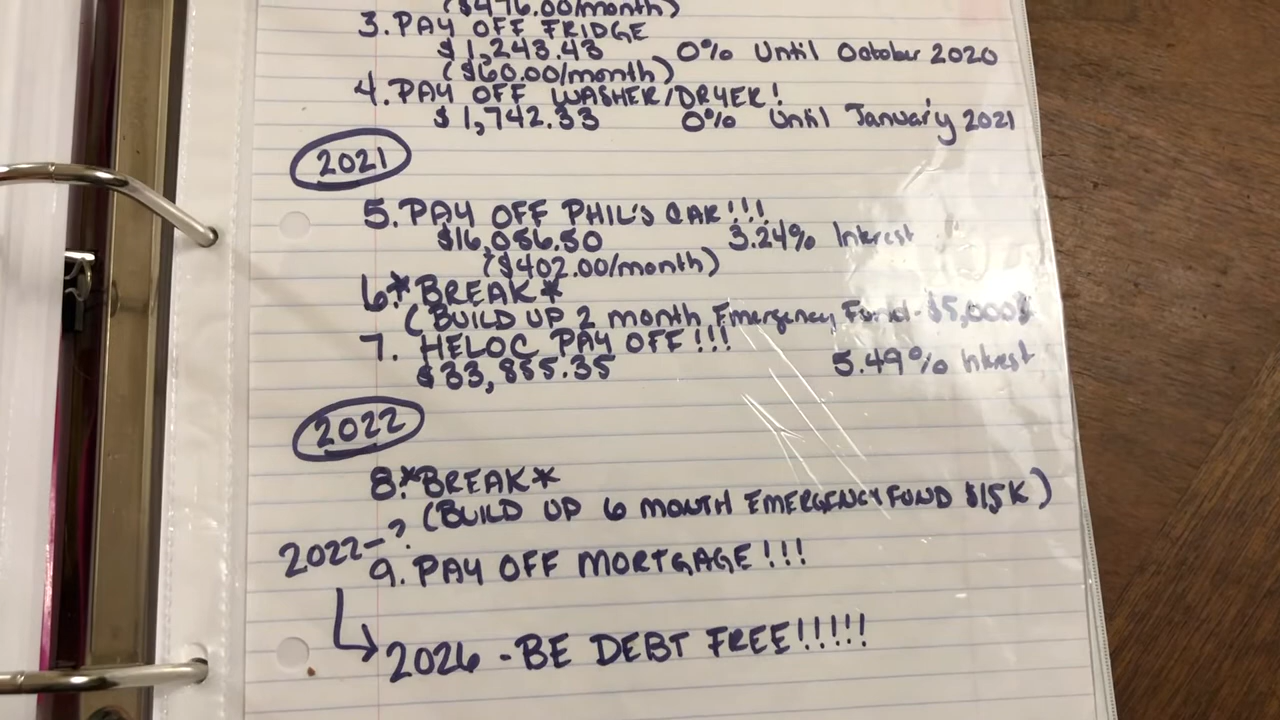 ($476.00/month)
3. PAY OFF FRIDGE
$1,243.43 0% Until October 2020
($60.00/month)
4. PAY OFF WASHER/DRYER!
$1,742.33 0% Until January 2021
2021
5. PAY OFF PHIL'S CAR!!!
$16,056.50 3.24% Interest
($402.00/month)
6.*BREAK*
(BUILD UP 2 month Emergency Fund - $5,000)
7. HELOC PAY OFF!!!
$33,855.35 5.49% Interest
2022
8.*BREAK*
(BUILD UP 6 MONTH EMERGENCY FUND $15K)
2022-?
9. PAY OFF MORTGAGE!!!
2026 - BE DEBT FREE!!!!!